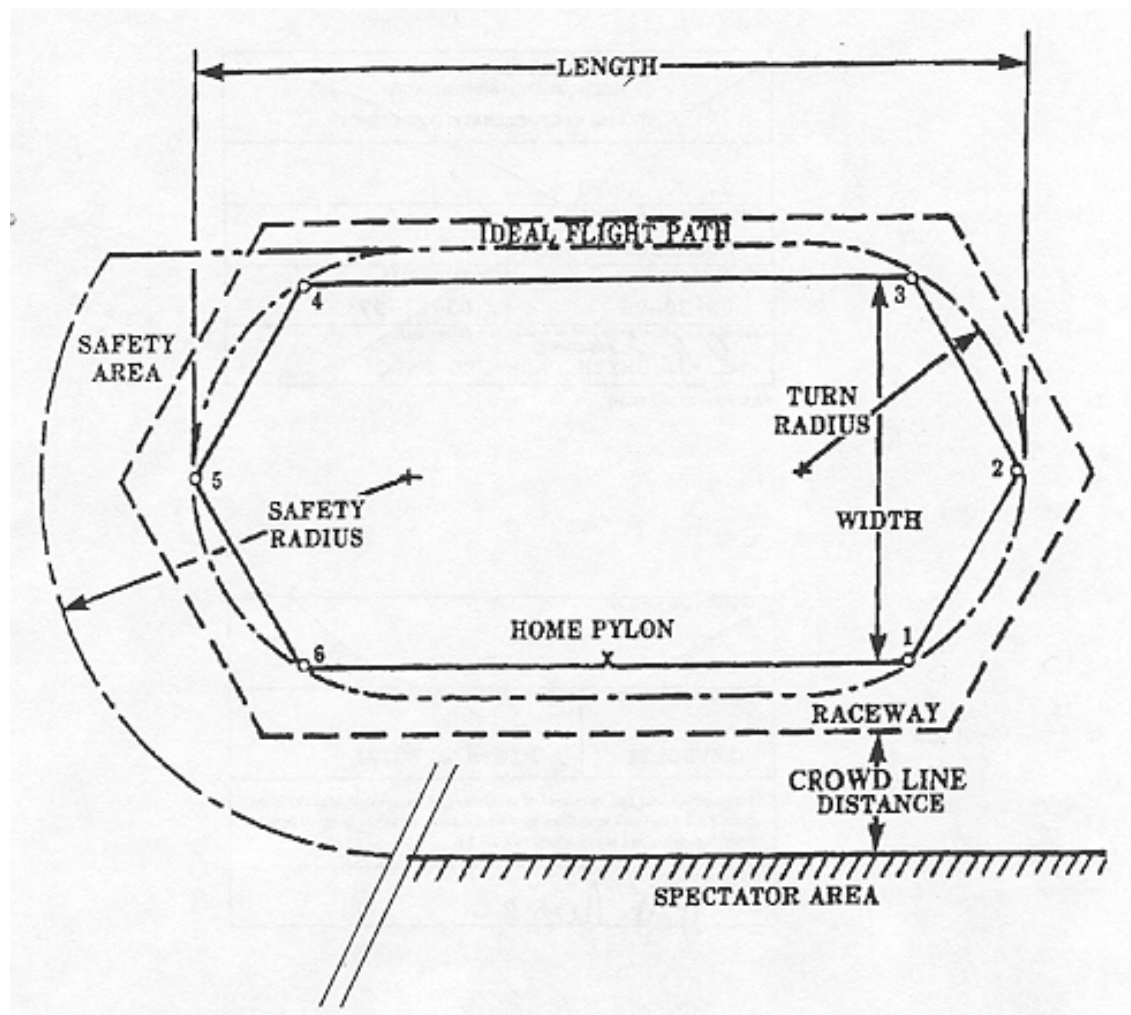 LENGTH
IDEAL FLIGHT PATH
4
3
SAFETY
AREA
TURN
RADIUS
5
2
SAFETY
RADIUS
WIDTH
HOME PYLON
6
1
RACEWAY
CROWD LINE
DISTANCE
SPECTATOR AREA